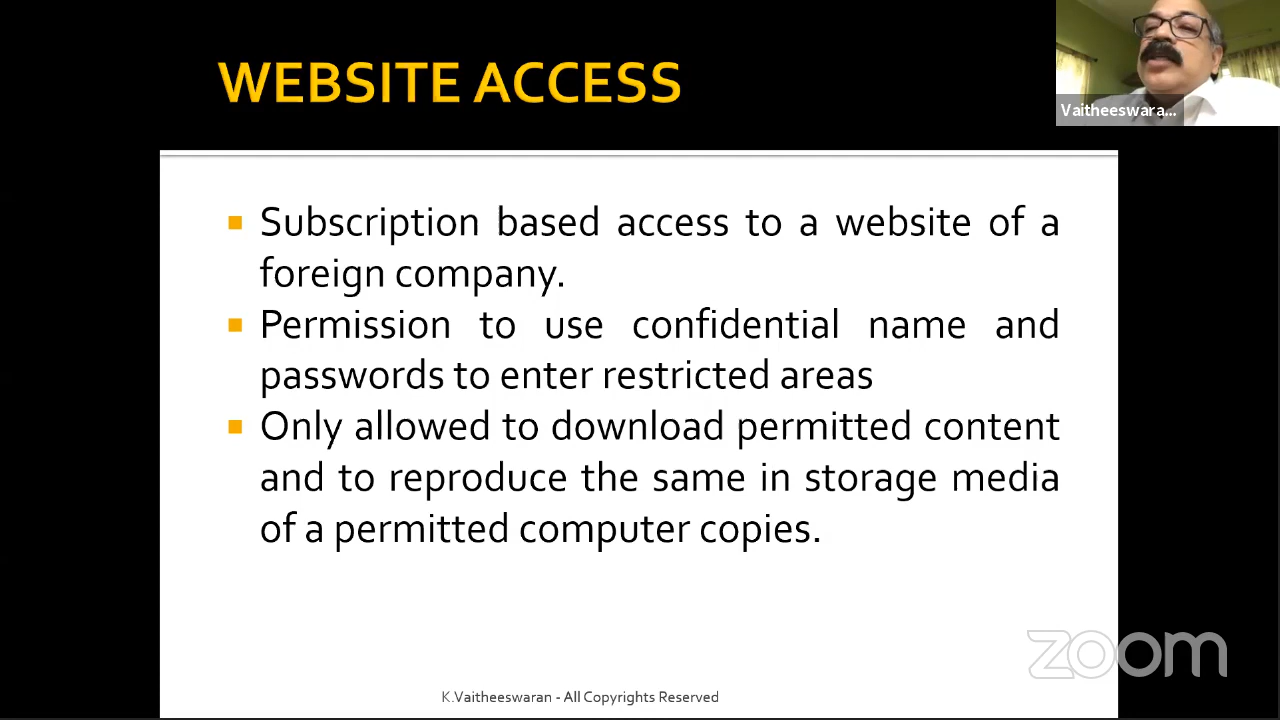 WEBSITE ACCESS
Vaitheeswara...
Subscription based access to a website of a
foreign company.
Permission to use confidential name and
passwords to enter restricted areas
Only allowed to download permitted content
and to reproduce the same in storage media
of a permitted computer copies.
zoom
K.Vaitheeswaran - All Copyrights Reserved